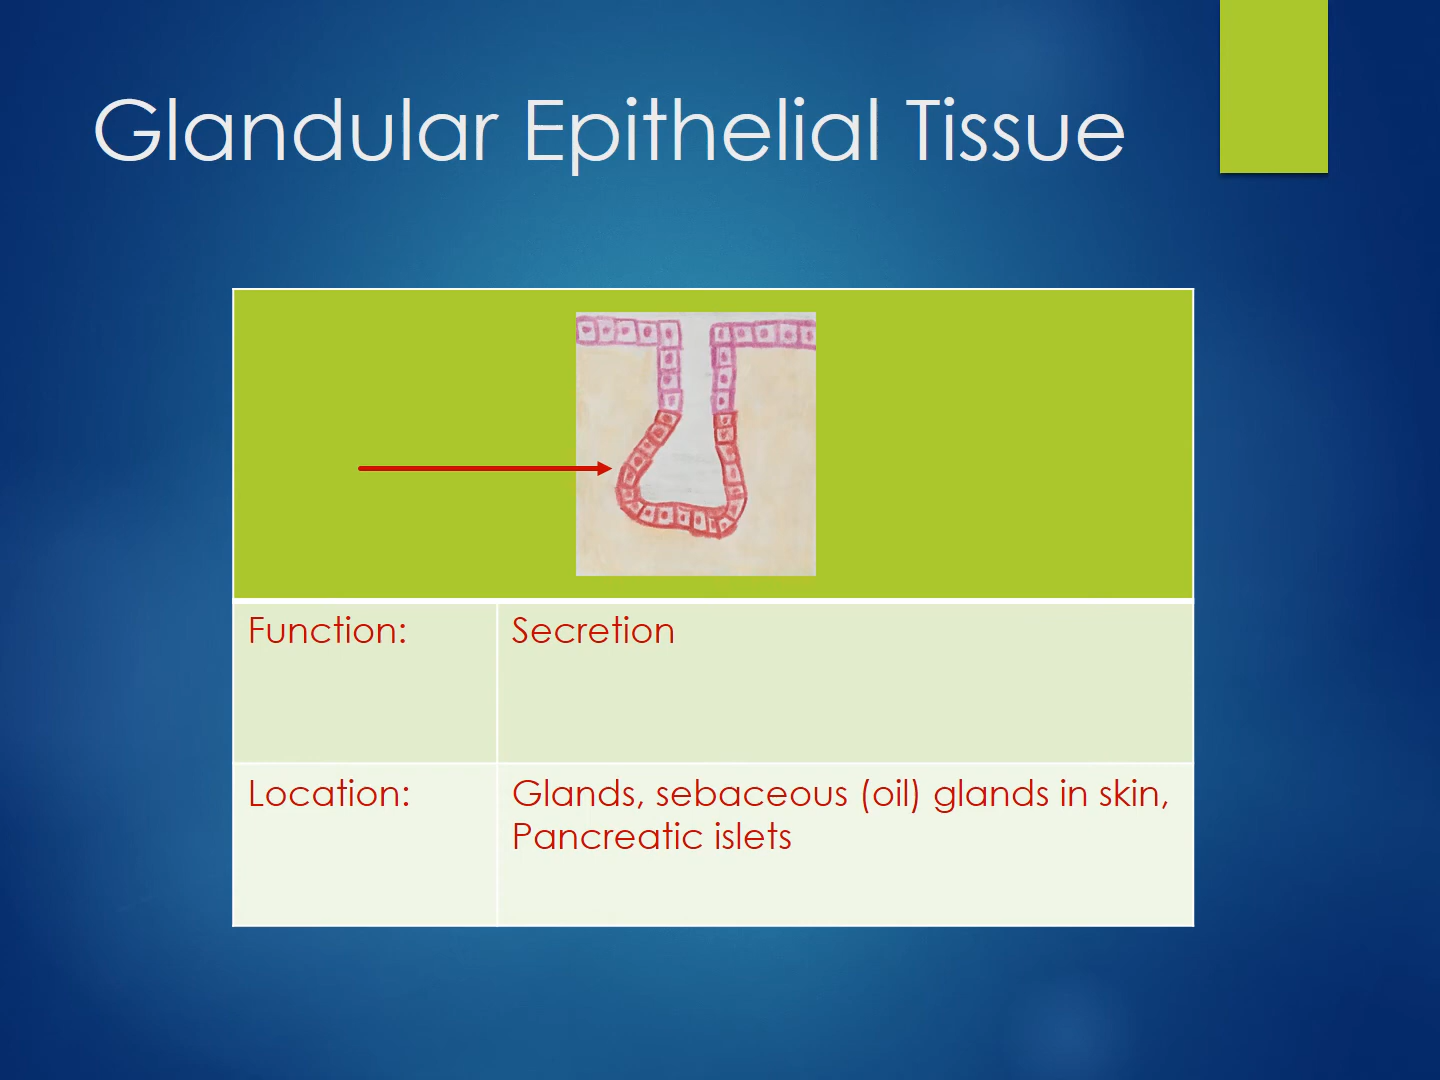 Glandular Epithelial Tissue
Function:
Secretion
Location:
Glands, sebaceous (oil) glands in skin,
Pancreatic islets